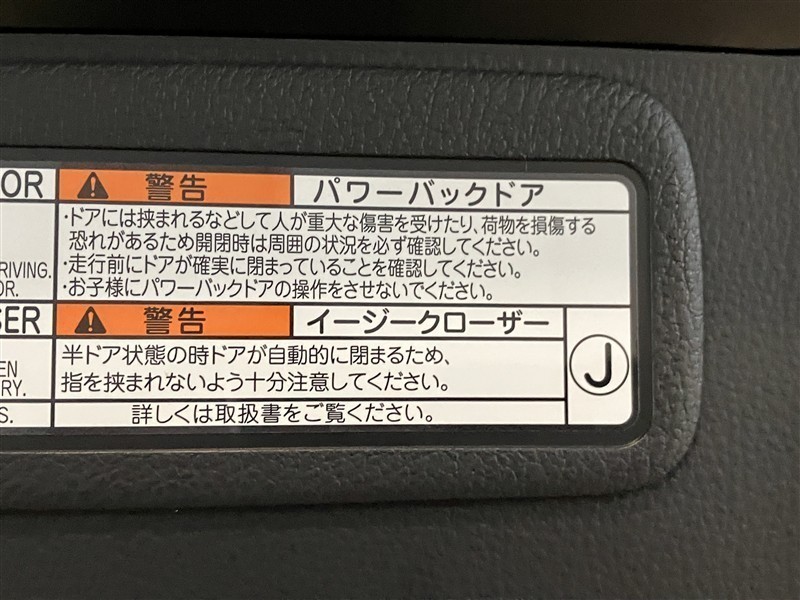 OR 警告 パワーバックドア
・ドアには挟まれるなどして人が重大な傷害を受けたり、荷物を損傷する
恐れがあるため開閉時は周囲の状況を必ず確認してください。
RIVING. ・走行前にドアが確実に閉まっていることを確認してください。
OR. ・お子様にパワーバックドアの操作をさせないでください。
SER 警告 イージークローザー
EN 半ドア状態の時ドアが自動的に閉まるため、
RY. 指を挟まれないよう十分注意してください。
J
S. 詳しくは取扱書をご覧ください。